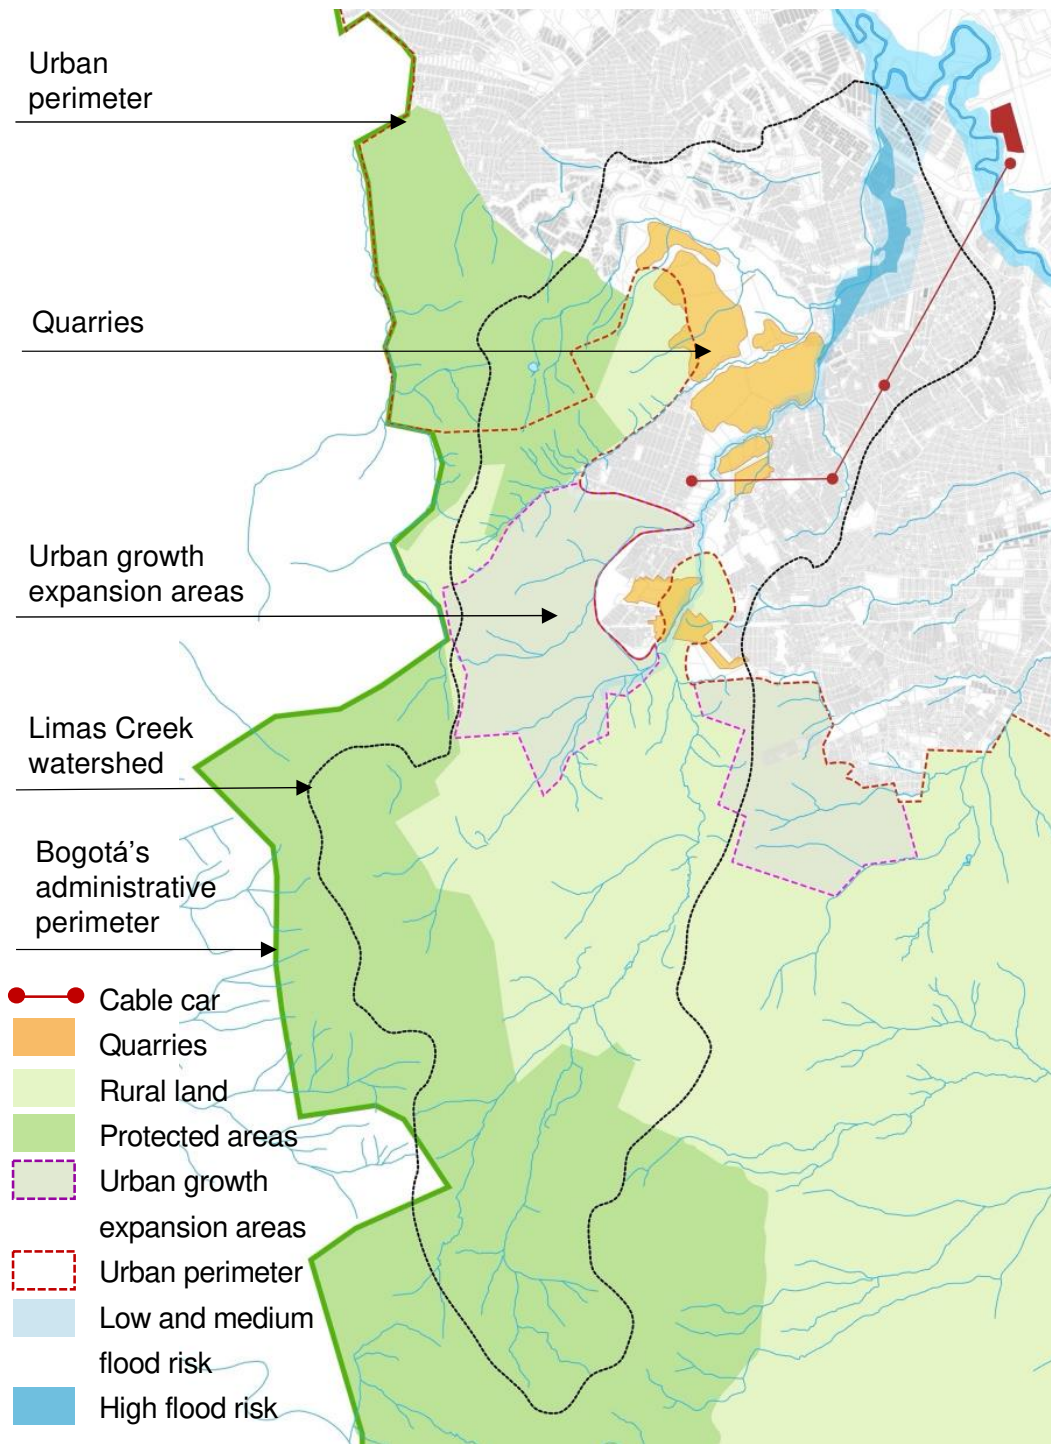 Urban
perimeter
Quarries
Urban growth
expansion areas
Limas Creek
watershed
Bogotá’s
administrative
perimeter
Cable car
Quarries
Rural land
Protected areas
Urban growth
expansion areas
Urban perimeter
Low and medium
flood risk
High flood risk